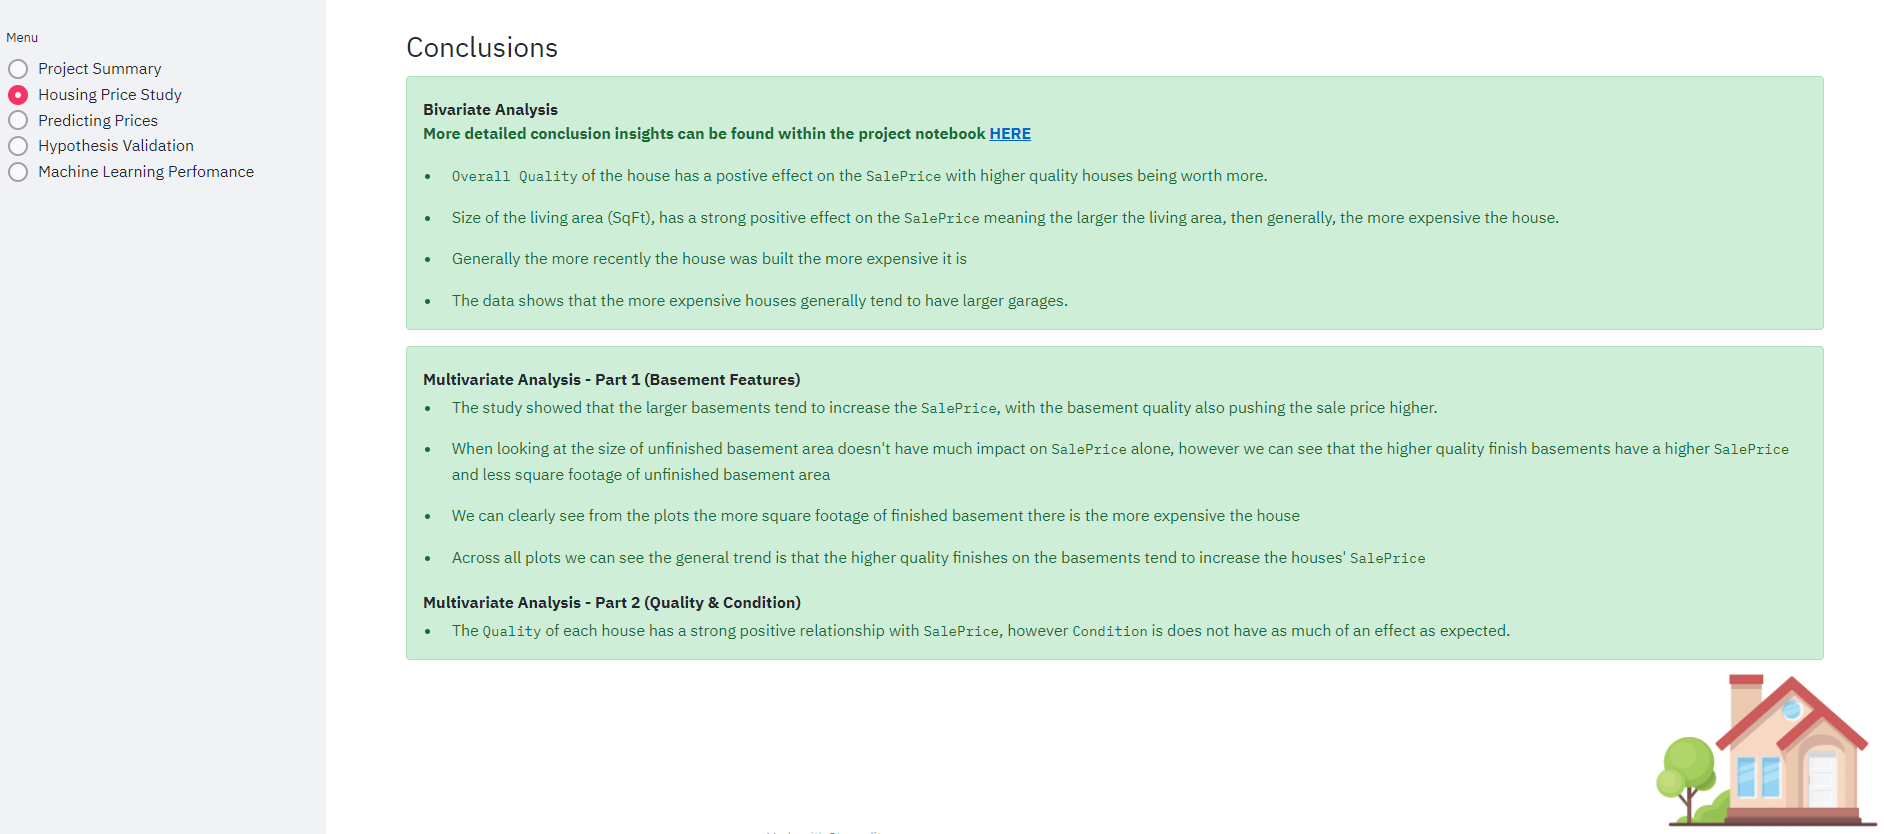 Menu
Project Summary
Housing Price Study
Predicting Prices
Hypothesis Validation
Machine Learning Perfomance
Conclusions
Bivariate Analysis
More detailed conclusion insights can be found within the project notebook HERE
• Overall Quality of the house has a postive effect on the SalePrice with higher quality houses being worth more.
• Size of the living area (SqFt), has a strong positive effect on the SalePrice meaning the larger the living area, then generally, the more expensive the house.
• Generally the more recently the house was built the more expensive it is
• The data shows that the more expensive houses generally tend to have larger garages.
Multivariate Analysis - Part 1 (Basement Features)
• The study showed that the larger basements tend to increase the SalePrice, with the basement quality also pushing the sale price higher.
• When looking at the size of unfinished basement area doesn't have much impact on SalePrice alone, however we can see that the higher quality finish basements have a higher SalePrice
and less square footage of unfinished basement area
• We can clearly see from the plots the more square footage of finished basement there is the more expensive the house
• Across all plots we can see the general trend is that the higher quality finishes on the basements tend to increase the houses' SalePrice
Multivariate Analysis - Part 2 (Quality & Condition)
• The Quality of each house has a strong positive relationship with SalePrice, however Condition is does not have as much of an effect as expected.